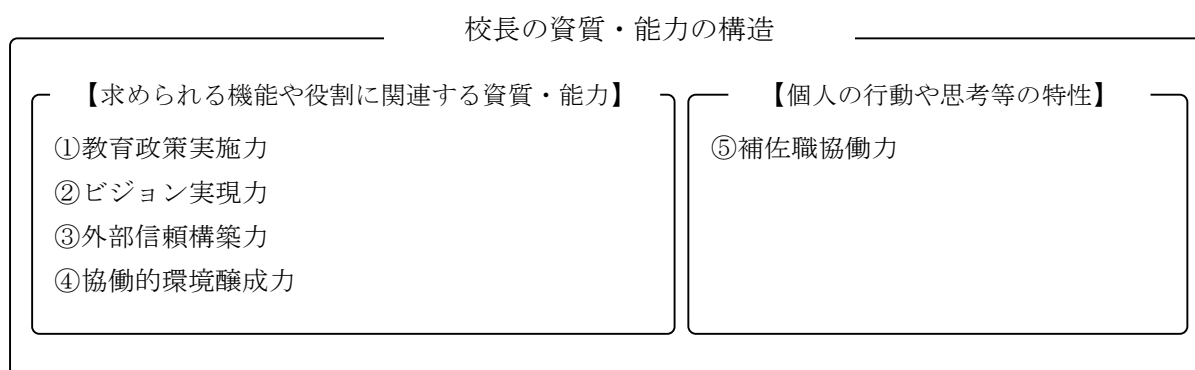 校長の資質・能力の構造
【求められる機能や役割に関連する資質・能力】
①教育政策実施力
②ビジョン実現力
③外部信頼構築力
④協働的環境醸成力
【個人の行動や思考等の特性】
⑤補佐職協働力